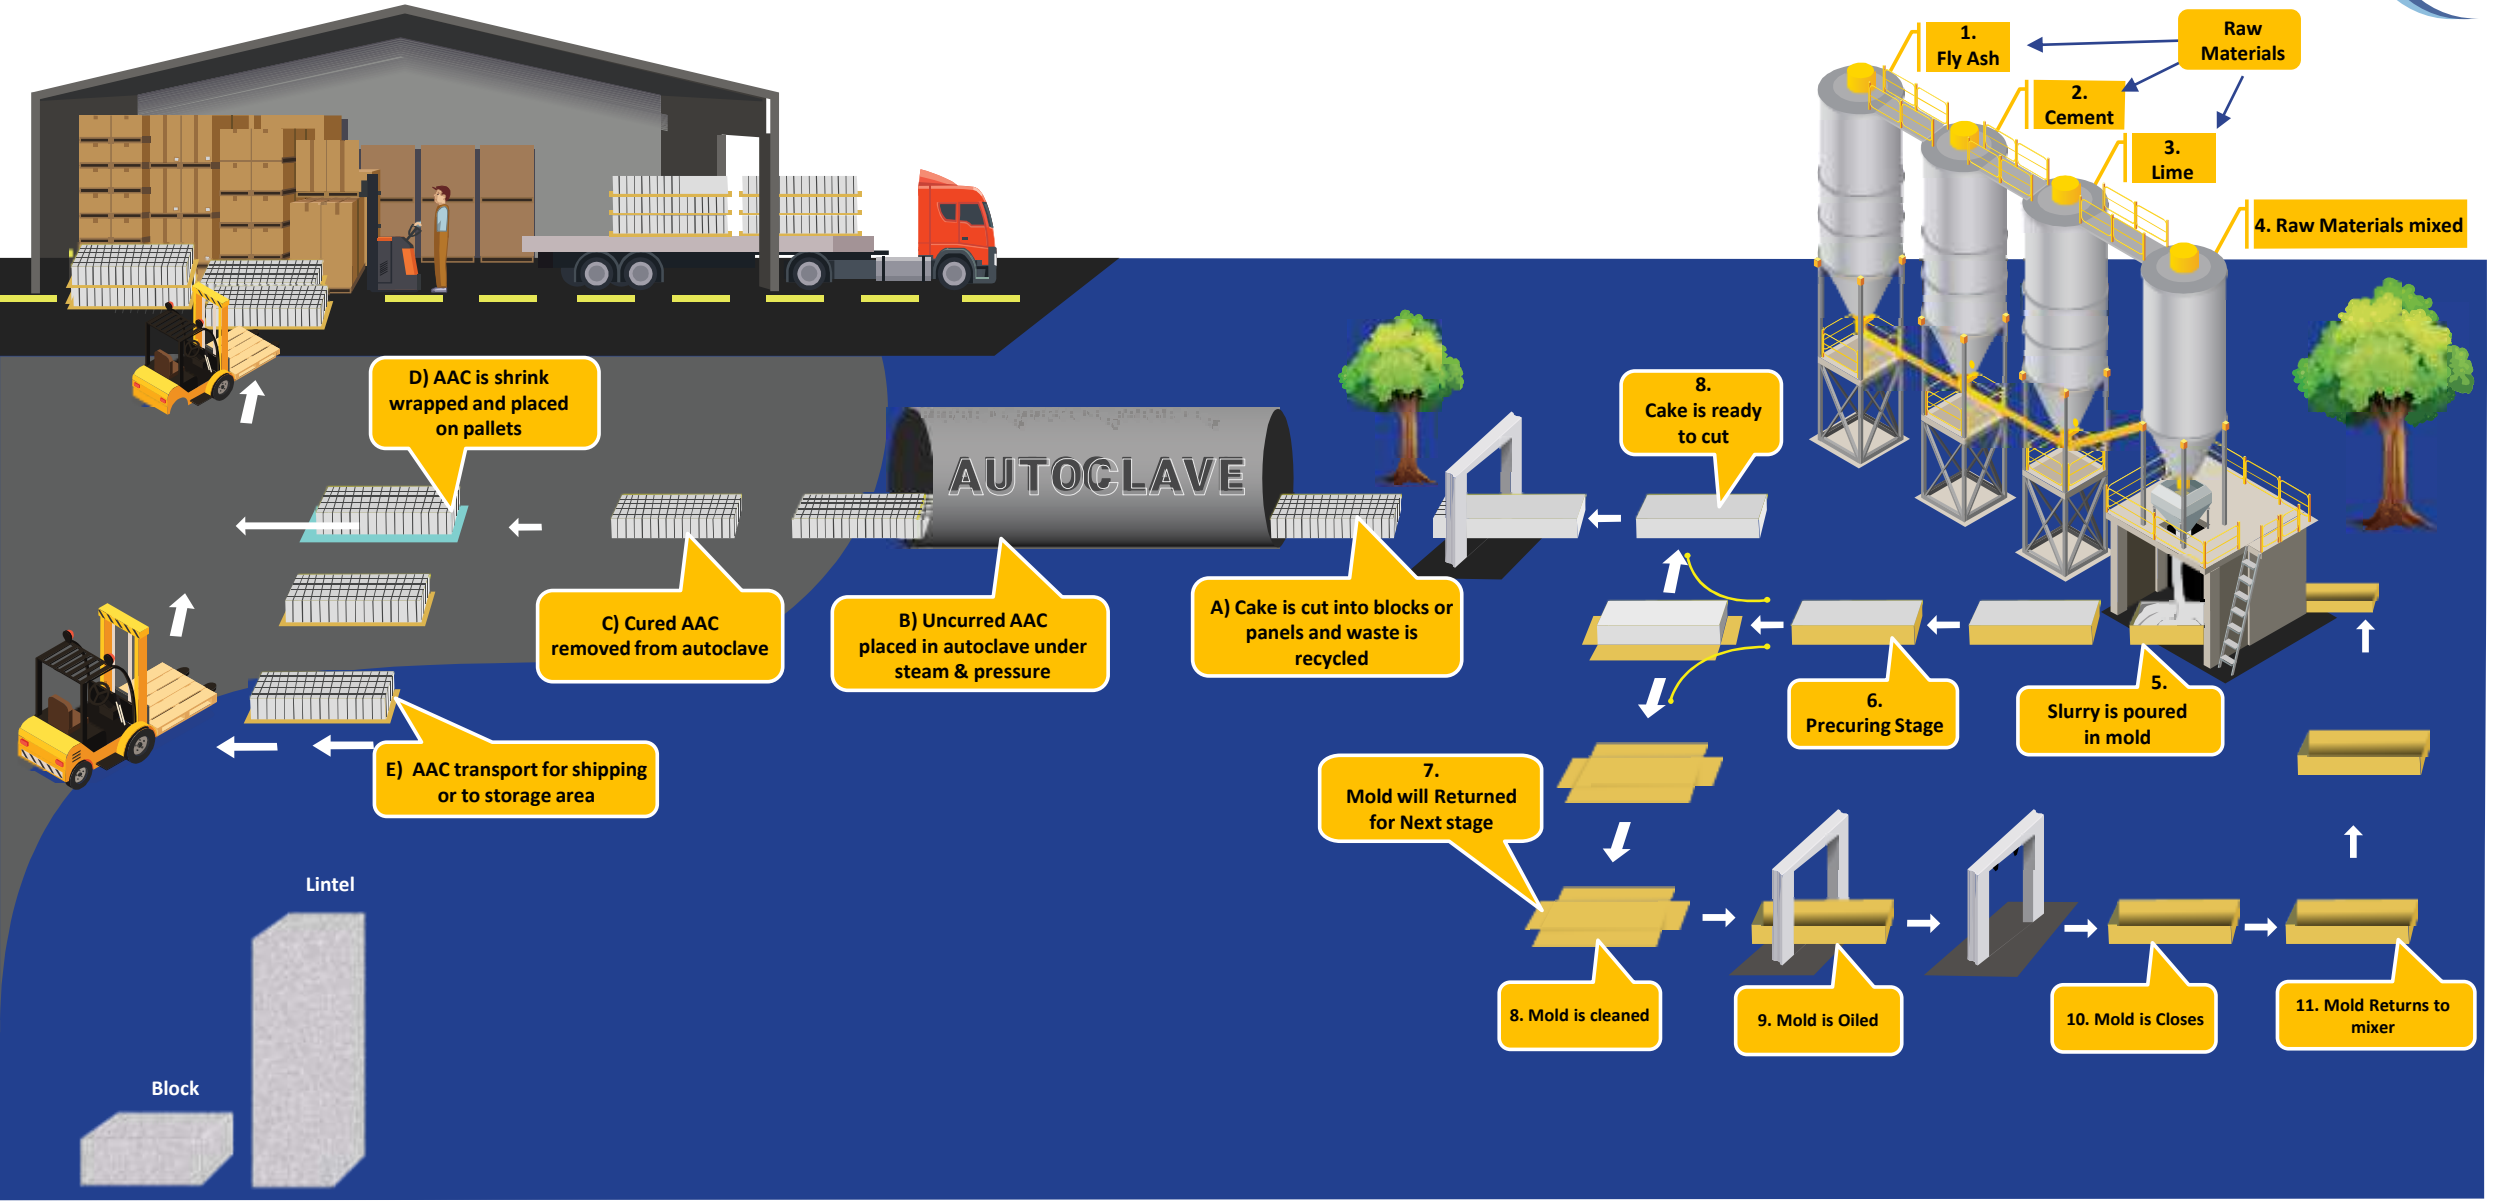 Raw
Materials
1.
Fly Ash
2.
Cement
3.
Lime
4. Raw Materials mixed
5.
Slurry is poured
in mold
6.
Precuring Stage
7.
Mold will Returned
for Next stage
8.
Cake is ready
to cut
8. Mold is cleaned
9. Mold is Oiled
10. Mold is Closes
11. Mold Returns to
mixer
A) Cake is cut into blocks or
panels and waste is
recycled
AUTOCLAVE
B) Uncurred AAC
placed in autoclave under
steam & pressure
C) Cured AAC
removed from autoclave
D) AAC is shrink
wrapped and placed
on pallets
E) AAC transport for shipping
or to storage area
Lintel
Block